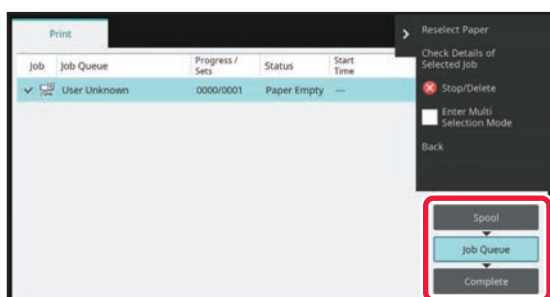 Print
Job Job Queue Progress / Sets Status Start Time
User Unknown 0000/0001 Paper Empty ---
Reselect Paper
Check Details of
Selected Job
Stop/Delete
Enter Multi
Selection Mode
Back
Spool
Job Queue
Complete